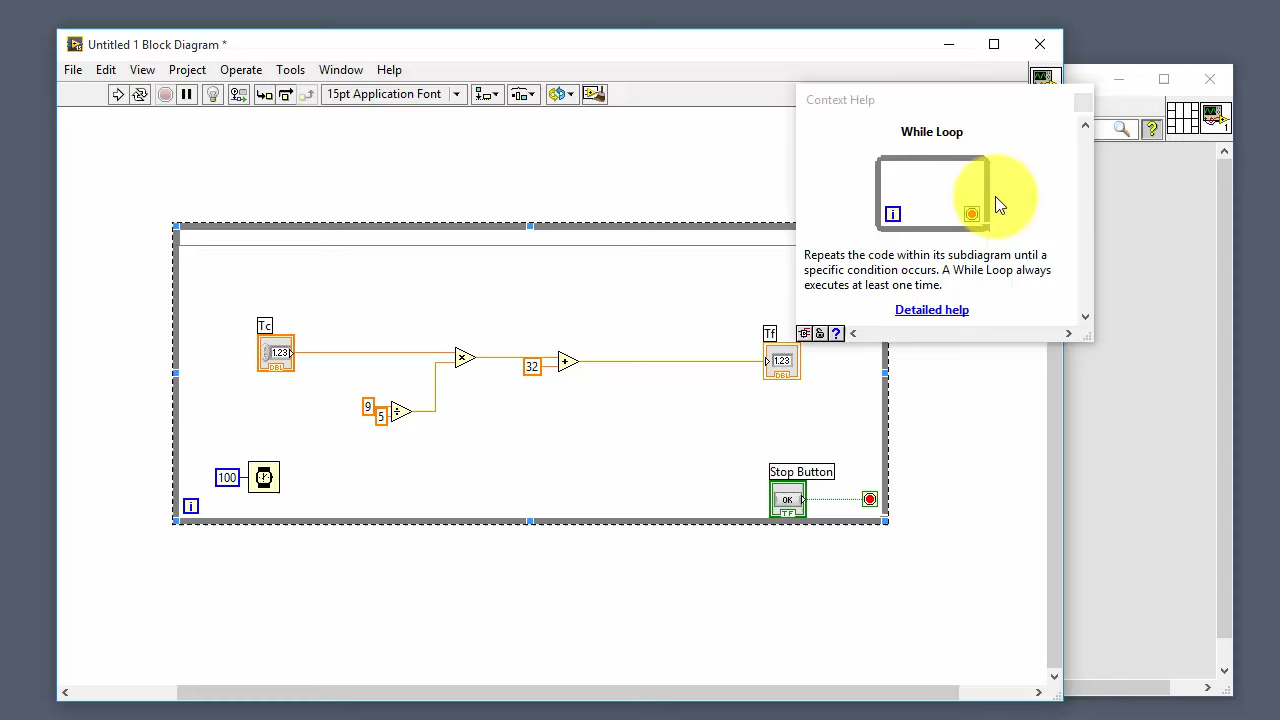 Untitled 1 Block Diagram *
File Edit View Project Operate Tools Window Help
15pt Application Font
Context Help
While Loop
i
Repeats the code within its subdiagram until a
specific condition occurs. A While Loop always
executes at least one time.
Detailed help
?
?
1
Tc
1.23
DBL
9
5
32
Tf
1.23
DBL
100
i
Stop Button
OK
TF